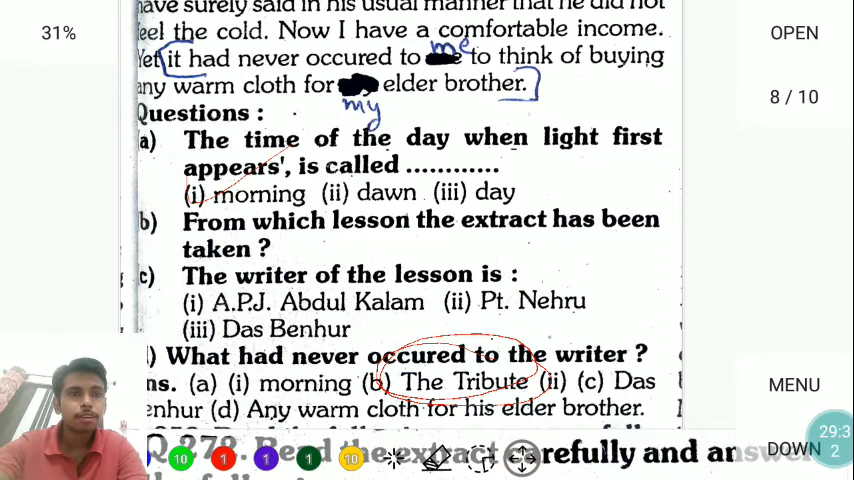 have surely said in his usual manner that he did not
feel the cold. Now I have a comfortable income.
Yet it had never occured to me to think of buying
any warm cloth for my elder brother.
Questions :
(a) The time of the day when light first
appears', is called ............
(i) morning (ii) dawn (iii) day
(b) From which lesson the extract has been
taken ?
(c) The writer of the lesson is :
(i) A.P.J. Abdul Kalam (ii) Pt. Nehru
(iii) Das Benhur
) What had never occured to the writer ?
ns. (a) (i) morning (b) The Tribute (ii) (c) Das
enhur (d) Any warm cloth for his elder brother.
Q 278. Read the extract carefully and answer
31%
OPEN
8 / 10
MENU
DOWN
29:3
2
10 1 1 1 10